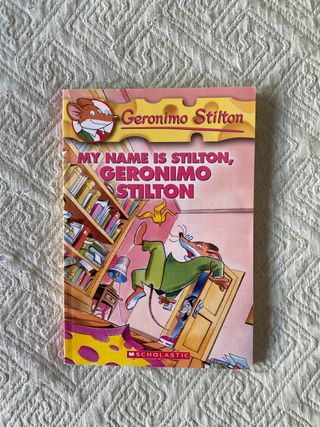 Geronimo Stilton
MY NAME IS STILTON,
GERONIMO
STILTON
SCHOLASTIC